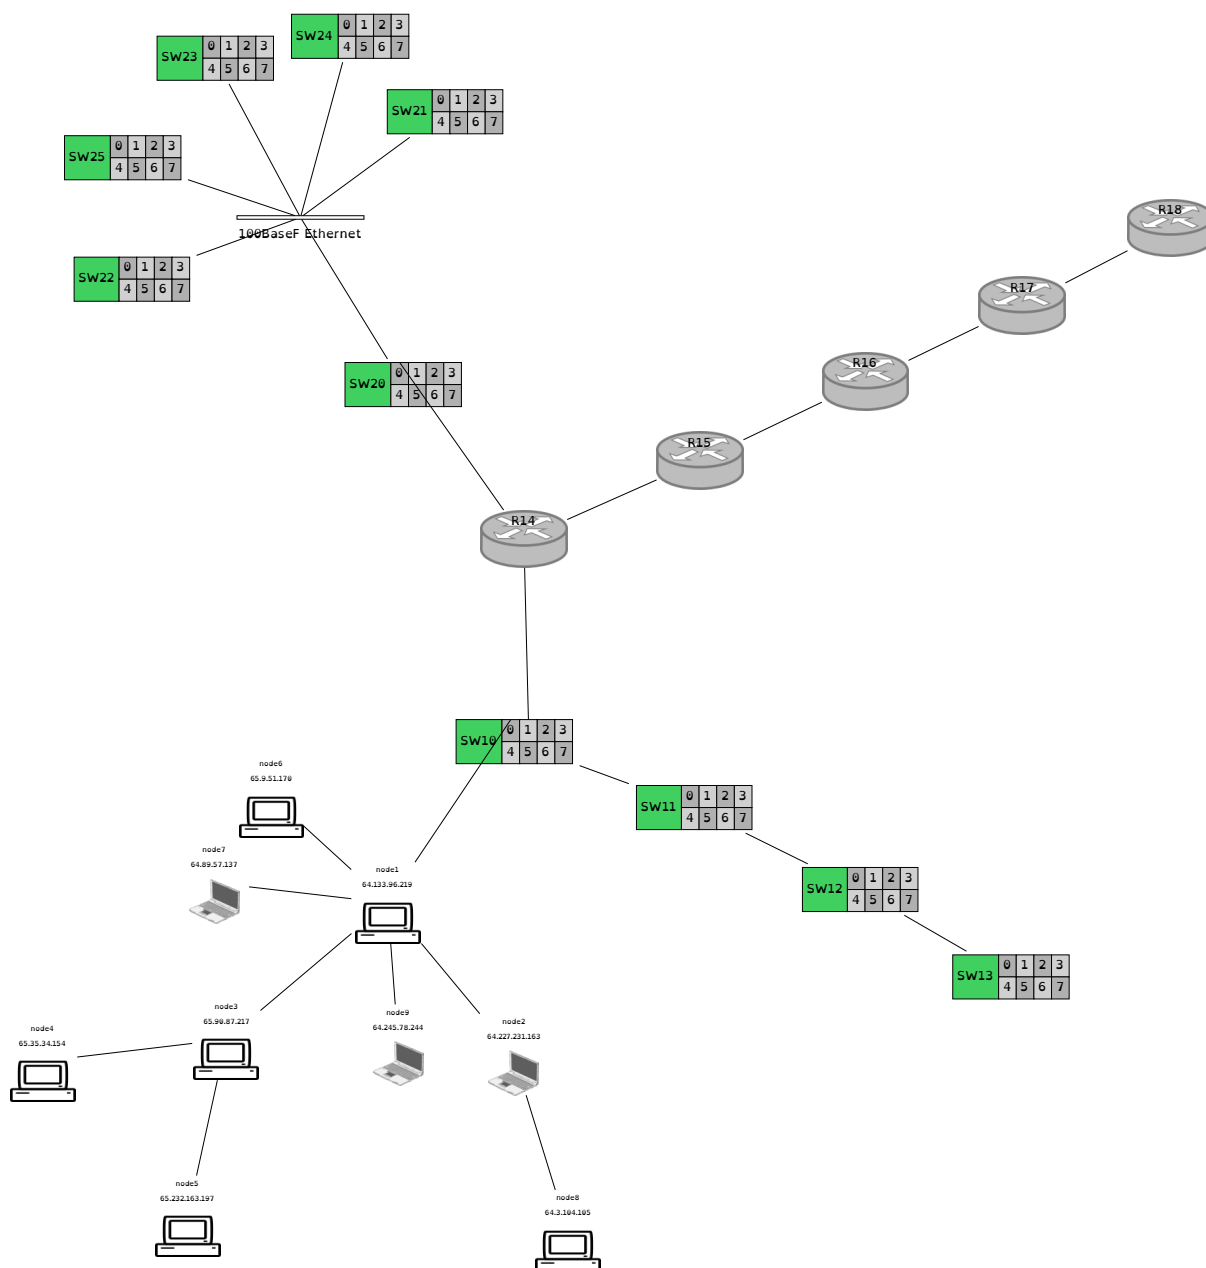 SW24 0 1 2 3
4 5 6 7
SW23 0 1 2 3
4 5 6 7
SW21 0 1 2 3
4 5 6 7
SW25 0 1 2 3
4 5 6 7
100BaseF Ethernet
SW22 0 1 2 3
4 5 6 7
R18
R17
R16
SW20 0 1 2 3
4 5 6 7
R15
R14
SW10 0 1 2 3
4 5 6 7
SW11 0 1 2 3
4 5 6 7
SW12 0 1 2 3
4 5 6 7
SW13 0 1 2 3
4 5 6 7
node6
65.9.51.170
node7
64.89.57.137
node1
64.133.96.219
node3
65.90.87.217
node9
64.245.78.244
node2
64.227.231.163
node4
65.35.34.154
node5
65.232.163.197
node8
64.3.104.105